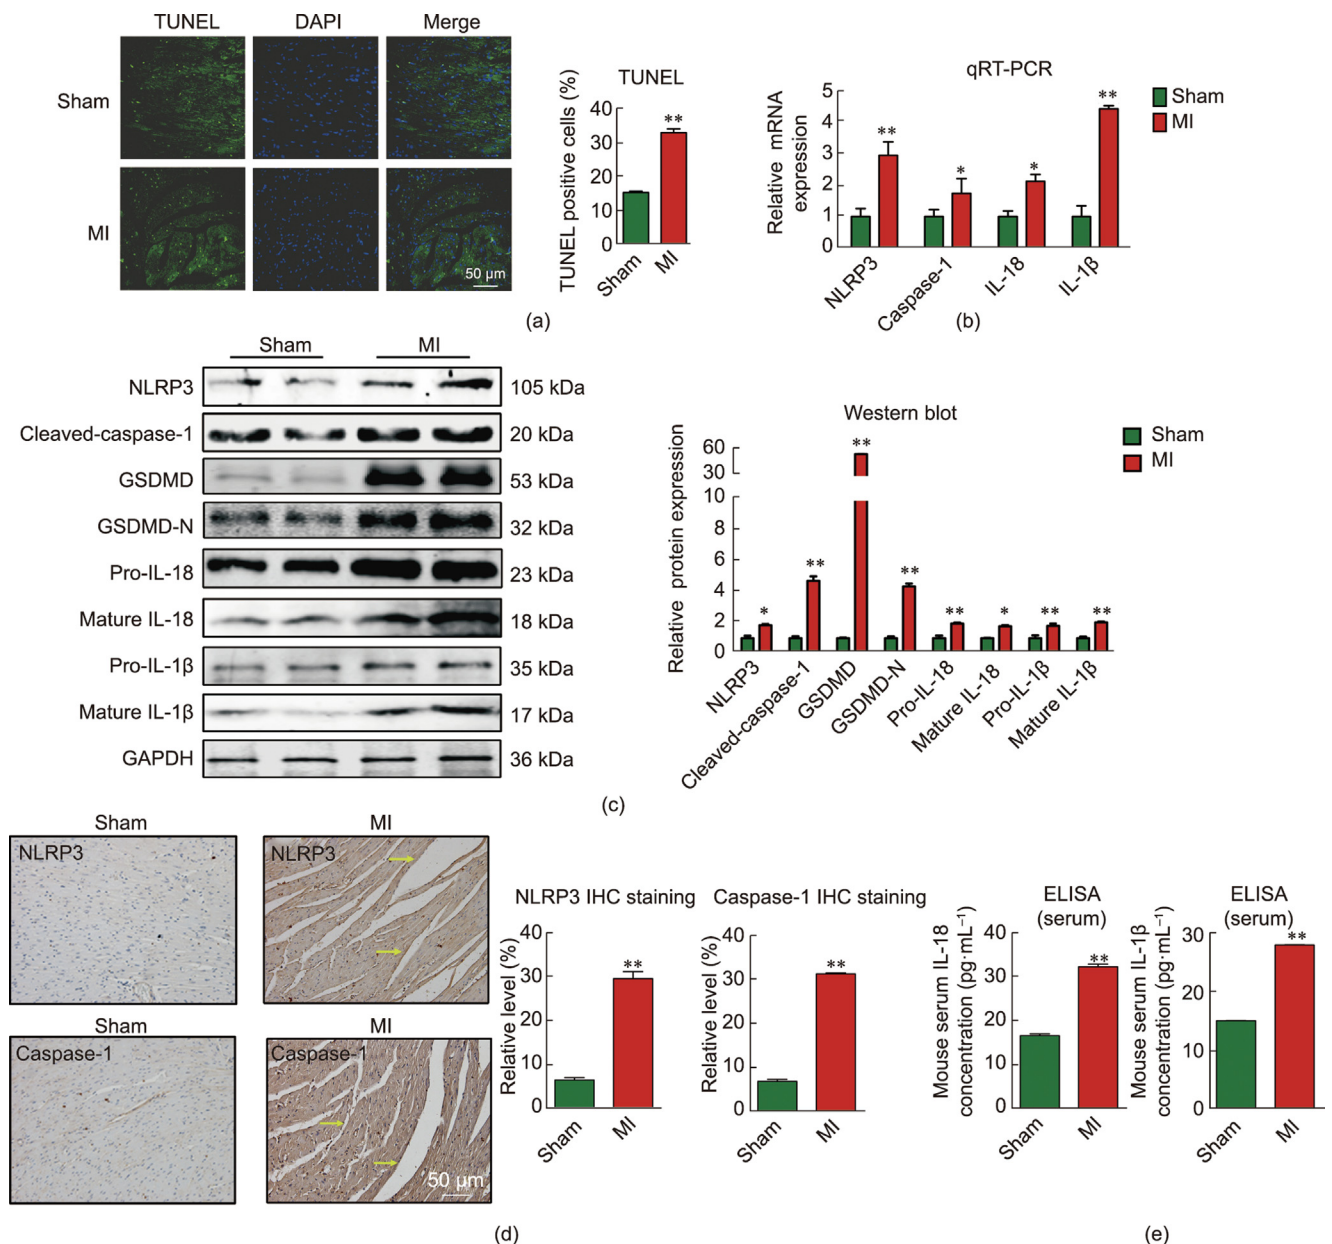 TUNEL DAPI Merge
Sham
MI
50 μm
TUNEL
TUNEL positive cells (%)
40
30
20
10
0
**
Sham MI
(a)
qRT-PCR
Relative mRNA
expression
5
4
3
2
1
0
** * * **
NLRP3 Caspase-1 IL-18 IL-1β
Sham
MI
(b)
Sham MI
NLRP3 105 kDa
Cleaved-caspase-1 20 kDa
GSDMD 53 kDa
GSDMD-N 32 kDa
Pro-IL-18 23 kDa
Mature IL-18 18 kDa
Pro-IL-1β 35 kDa
Mature IL-1β 17 kDa
GAPDH 36 kDa
Western blot
Relative protein expression
60
30
10
8
6
4
2
0
* ** ** ** ** * ** **
NLRP3 Cleaved-caspase-1 GSDMD GSDMD-N Pro-IL-18 Mature IL-18 Pro-IL-1β Mature IL-1β
Sham
MI
(c)
Sham MI
NLRP3 NLRP3
Sham MI
Caspase-1 Caspase-1
50 μm
NLRP3 IHC staining
Relative level (%)
40
30
20
10
0
**
Sham MI
Caspase-1 IHC staining
Relative level (%)
40
30
20
10
0
**
Sham MI
(d)
ELISA
(serum)
Mouse serum IL-18
concentration (pg·mL⁻¹)
40
30
20
10
0
**
Sham MI
ELISA
(serum)
Mouse serum IL-1β
concentration (pg·mL⁻¹)
30
20
10
0
**
Sham MI
(e)